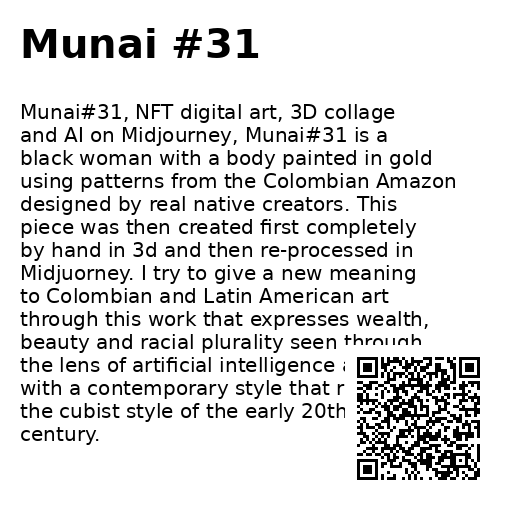 Munai #31
Munai#31, NFT digital art, 3D collage
and AI on Midjourney, Munai#31 is a
black woman with a body painted in gold
using patterns from the Colombian Amazon
designed by real native creators. This
piece was then created first completely
by hand in 3d and then re-processed in
Midjuorney. I try to give a new meaning
to Colombian and Latin American art
through this work that expresses wealth,
beauty and racial plurality seen through
the lens of artificial intelligence
with a contemporary style that
the cubist style of the early 20th
century.